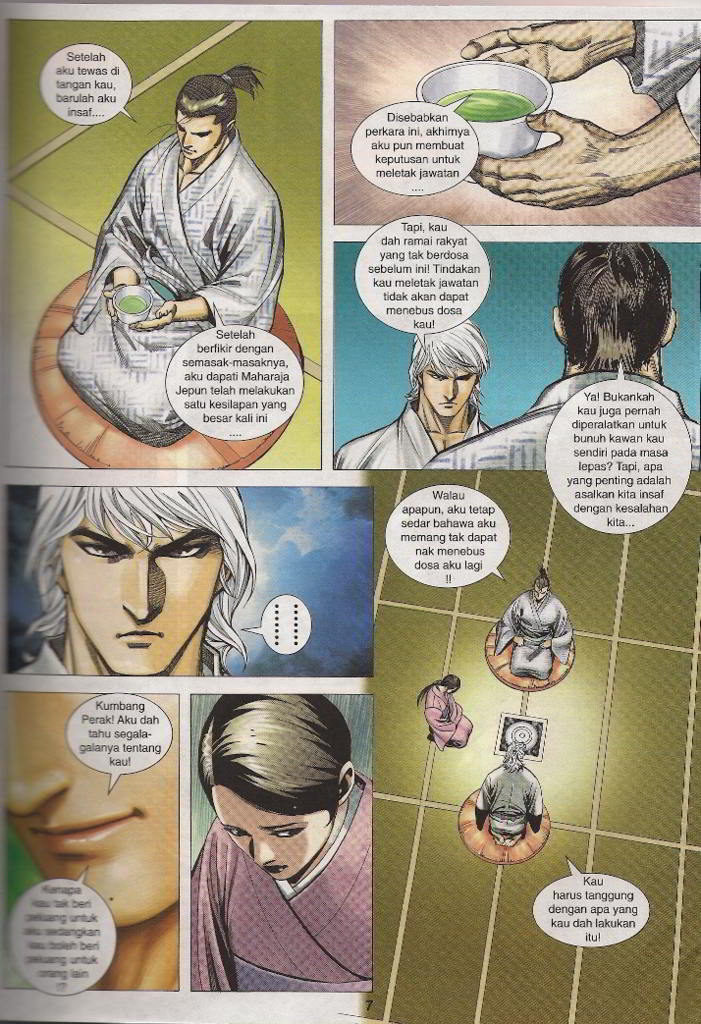 Setelah
aku tewas di
tangan kau,
barulah aku
insaf....
Setelah
berfikir dengan
semasak-masaknya,
aku dapati Maharaja
Jepun telah melakukan
satu kesilapan yang
besar kali ini
....
Disebabkan
perkara ini, akhirnya
aku pun membuat
keputusan untuk
meletak jawatan
....
Tapi, kau
dah ramai rakyat
yang tak berdosa
sebelum ini! Tindakan
kau meletak jawatan
tidak akan dapat
menebus dosa
kau!
Ya! Bukankah
kau juga pernah
diperalatkan untuk
bunuh kawan kau
sendiri pada masa
lepas? Tapi, apa
yang penting adalah
asalkan kita insaf
dengan kesalahan
kita...
Walau
apapun, aku tetap
sedar bahawa aku
memang tak dapat
nak menebus
dosa aku lagi
!!
Kumbang
Perak! Aku dah
tahu segala-
galanya tentang
kau!
Kenapa
kau tak beri
peluang untuk
aku sedangkan
kau boleh beri
peluang untuk
orang lain
!?
Kau
harus tanggung
dengan apa yang
kau dah lakukan
itu!
7